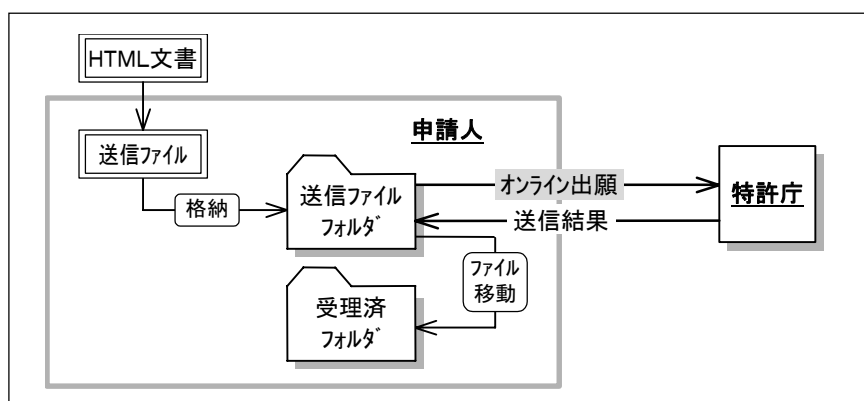 HTML文書
送信ファイル
格納
申請人
送信ファイル
フォルダ
オンライン出願
送信結果
特許庁
ファイル
移動
受理済
フォルダ